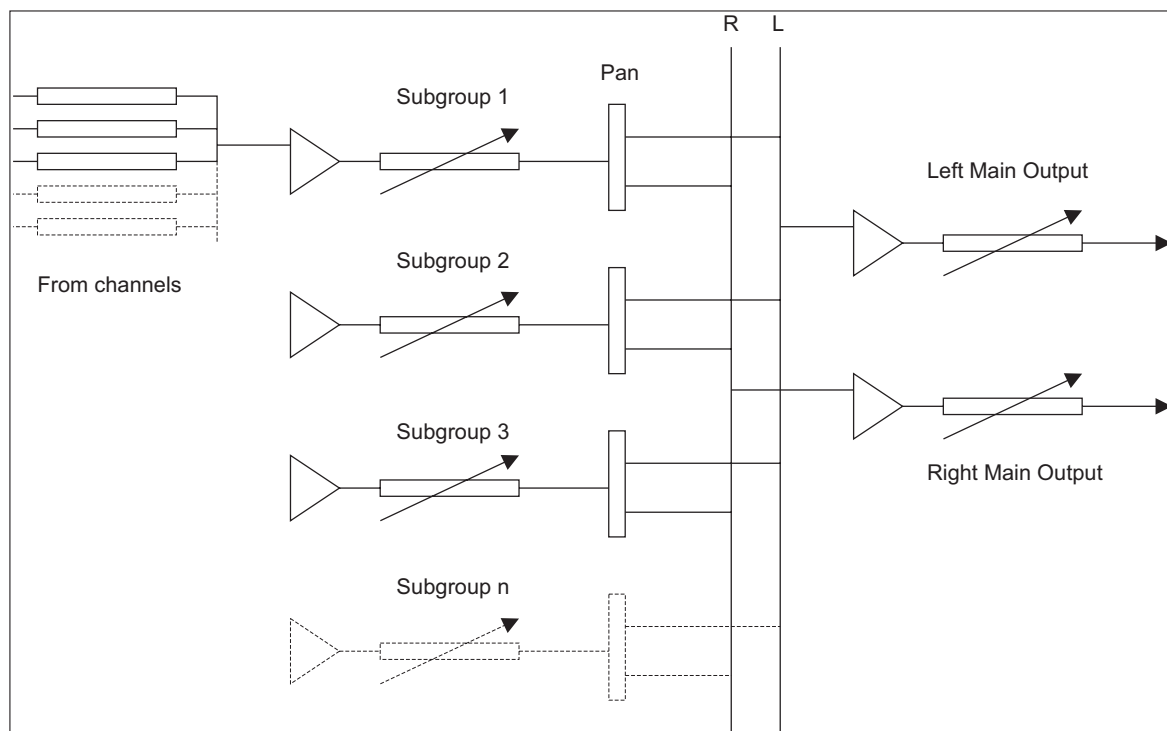 R L
Pan
Subgroup 1
Left Main Output
Subgroup 2
From channels
Subgroup 3
Right Main Output
Subgroup n